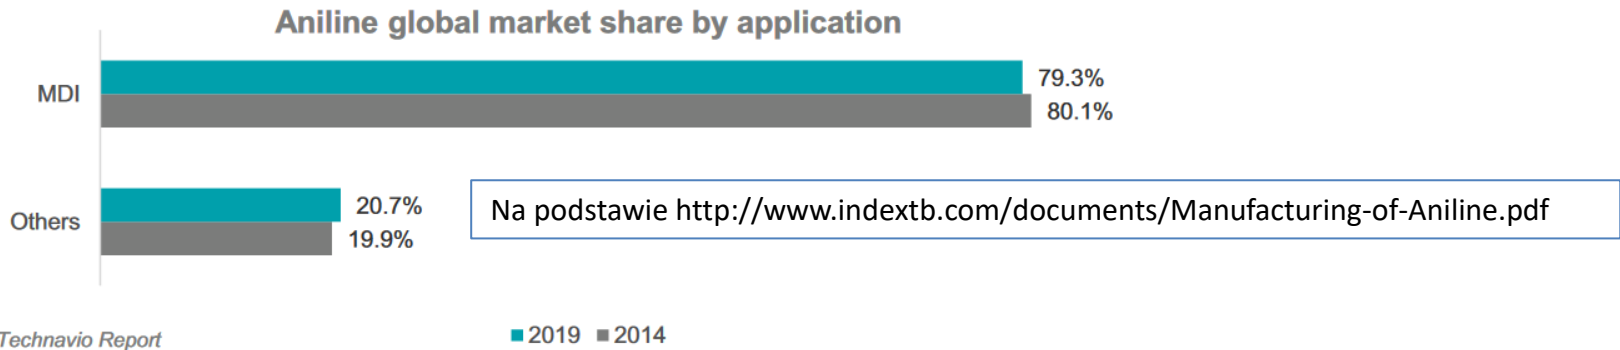 Aniline global market share by application
MDI
79.3%
80.1%
Others
20.7%
19.9%
Na podstawie http://www.indextb.com/documents/Manufacturing-of-Aniline.pdf
Technavio Report
2019 2014